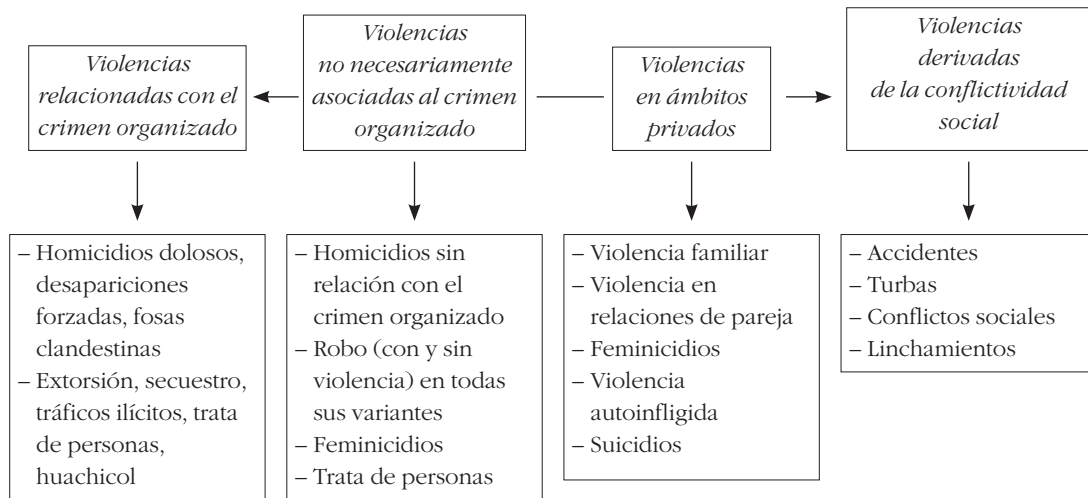 Violencias
relacionadas con el
crimen organizado
Violencias
no necesariamente
asociadas al crimen
organizado
Violencias
en ámbitos
privados
Violencias
derivadas
de la conflictividad
social
– Homicidios dolosos,
desapariciones
forzadas, fosas
clandestinas
– Extorsión, secuestro,
tráficos ilícitos, trata
de personas,
huachicol
– Homicidios sin
relación con el
crimen organizado
– Robo (con y sin
violencia) en todas
sus variantes
– Feminicidios
– Trata de personas
– Violencia familiar
– Violencia en
relaciones de pareja
– Feminicidios
– Violencia
autoinfligida
– Suicidios
– Accidentes
– Turbas
– Conflictos sociales
– Linchamientos